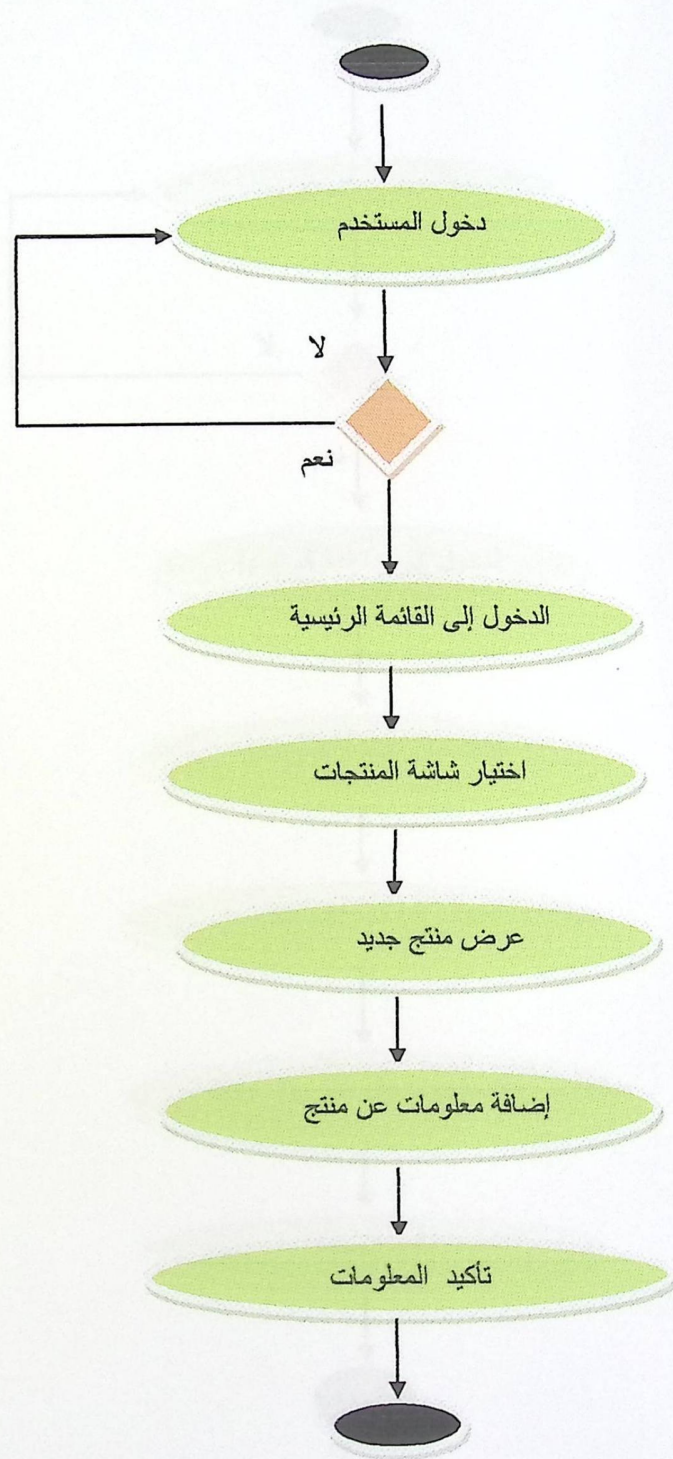 دخول المستخدم
لا
نعم
الدخول إلى القائمة الرئيسية
اختيار شاشة المنتجات
عرض منتج جديد
إضافة معلومات عن منتج
تأكيد المعلومات